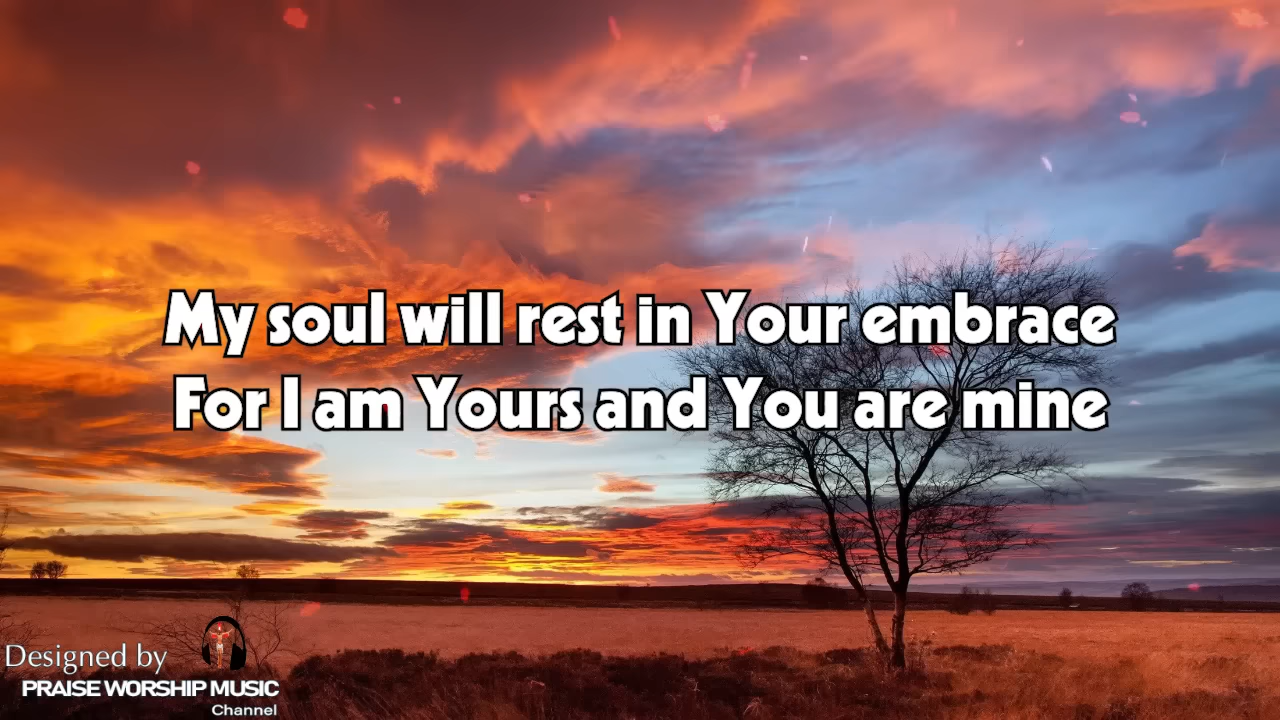 My soul will rest in Your embrace
For I am Yours and You are mine
Designed by
PRAISE WORSHIP MUSIC
Channel